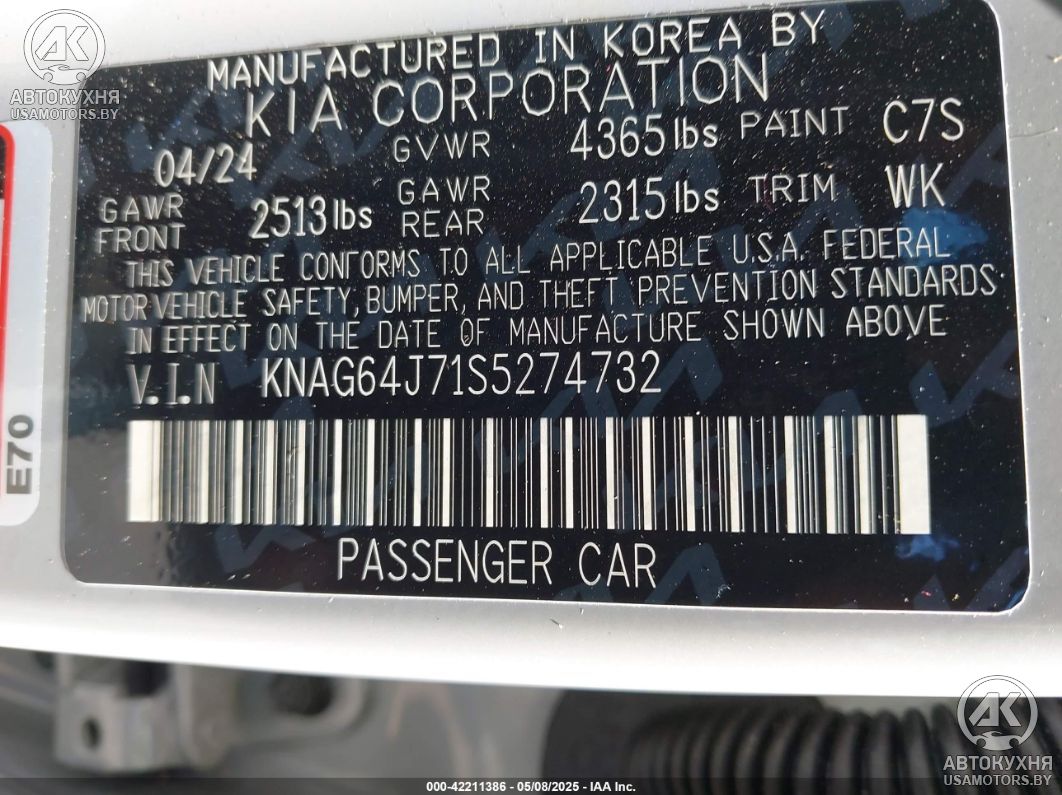 AK
АВТОКУХНЯ
USAMOTORS.BY
MANUFACTURED IN KOREA BY
KIA CORPORATION
04/24 GVWR 4365 lbs PAINT C7S
GAWR FRONT 2513 lbs GAWR REAR 2315 lbs TRIM WK
THIS VEHICLE CONFORMS TO ALL APPLICABLE U.S.A. FEDERAL
MOTOR VEHICLE SAFETY, BUMPER, AND THEFT PREVENTION STANDARDS
IN EFFECT ON THE DATE OF MANUFACTURE SHOWN ABOVE
V.I.N KNAG64J71S5274732
PASSENGER CAR
E70
AK
АВТОКУХНЯ
USAMOTORS.BY
000-42211386 - 05/08/2025 - IAA Inc.